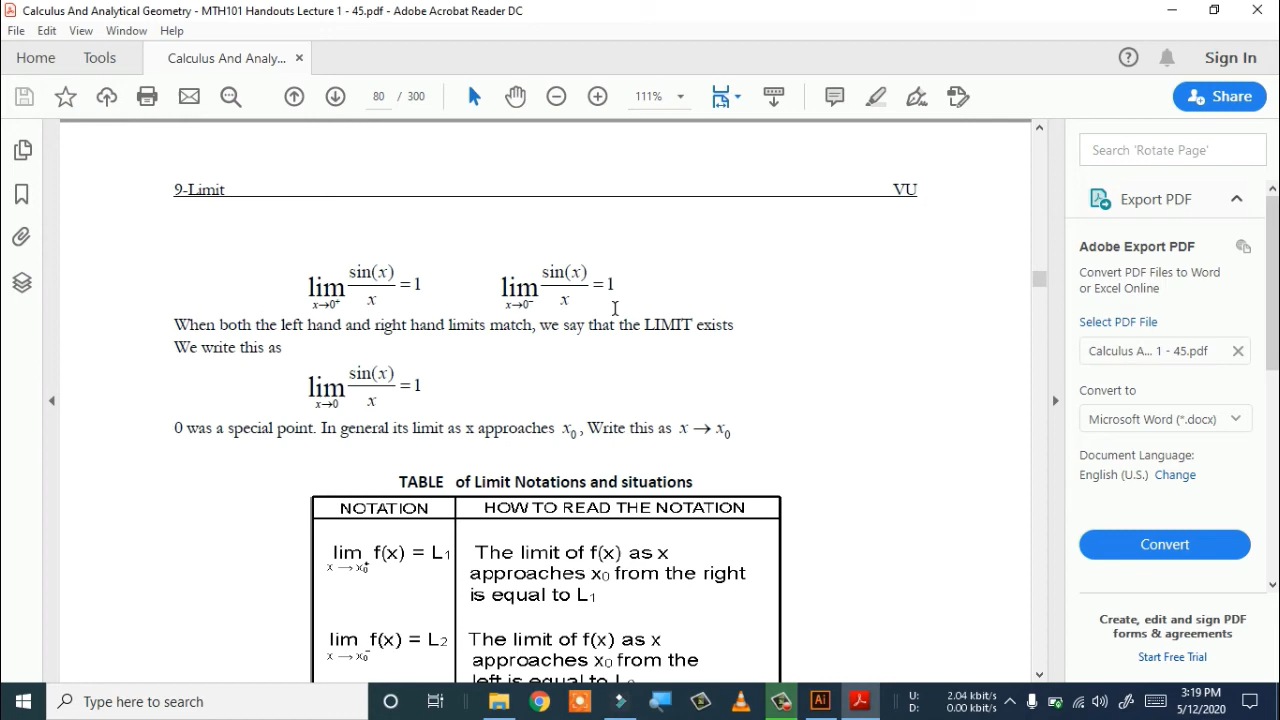 Calculus And Analytical Geometry - MTH101 Handouts Lecture 1 - 45.pdf - Adobe Acrobat Reader DC
File Edit View Window Help
Home Tools Calculus And Analy... × Sign In
80 / 300 111% Share
9-Limit VU
lim x→0⁺ sin(x)/x = 1 lim x→0⁻ sin(x)/x = 1
When both the left hand and right hand limits match, we say that the LIMIT exists
We write this as
lim x→0 sin(x)/x = 1
0 was a special point. In general its limit as x approaches x₀ , Write this as x → x₀
TABLE of Limit Notations and situations
NOTATION HOW TO READ THE NOTATION
lim f(x) = L₁ The limit of f(x) as x
x → x₀⁺ approaches x₀ from the right
is equal to L₁
lim f(x) = L₂ The limit of f(x) as x
x → x₀⁻ approaches x₀ from the
left is equal to L₂
Search 'Rotate Page'
Export PDF
Adobe Export PDF
Convert PDF Files to Word
or Excel Online
Select PDF File
Calculus A... 1 - 45.pdf ×
Convert to
Microsoft Word (*.docx)
Document Language:
English (U.S.) Change
Convert
Create, edit and sign PDF
forms & agreements
Start Free Trial
Type here to search
U: 2.04 kbit/s
D: 0.00 kbit/s
3:19 PM
5/12/2020